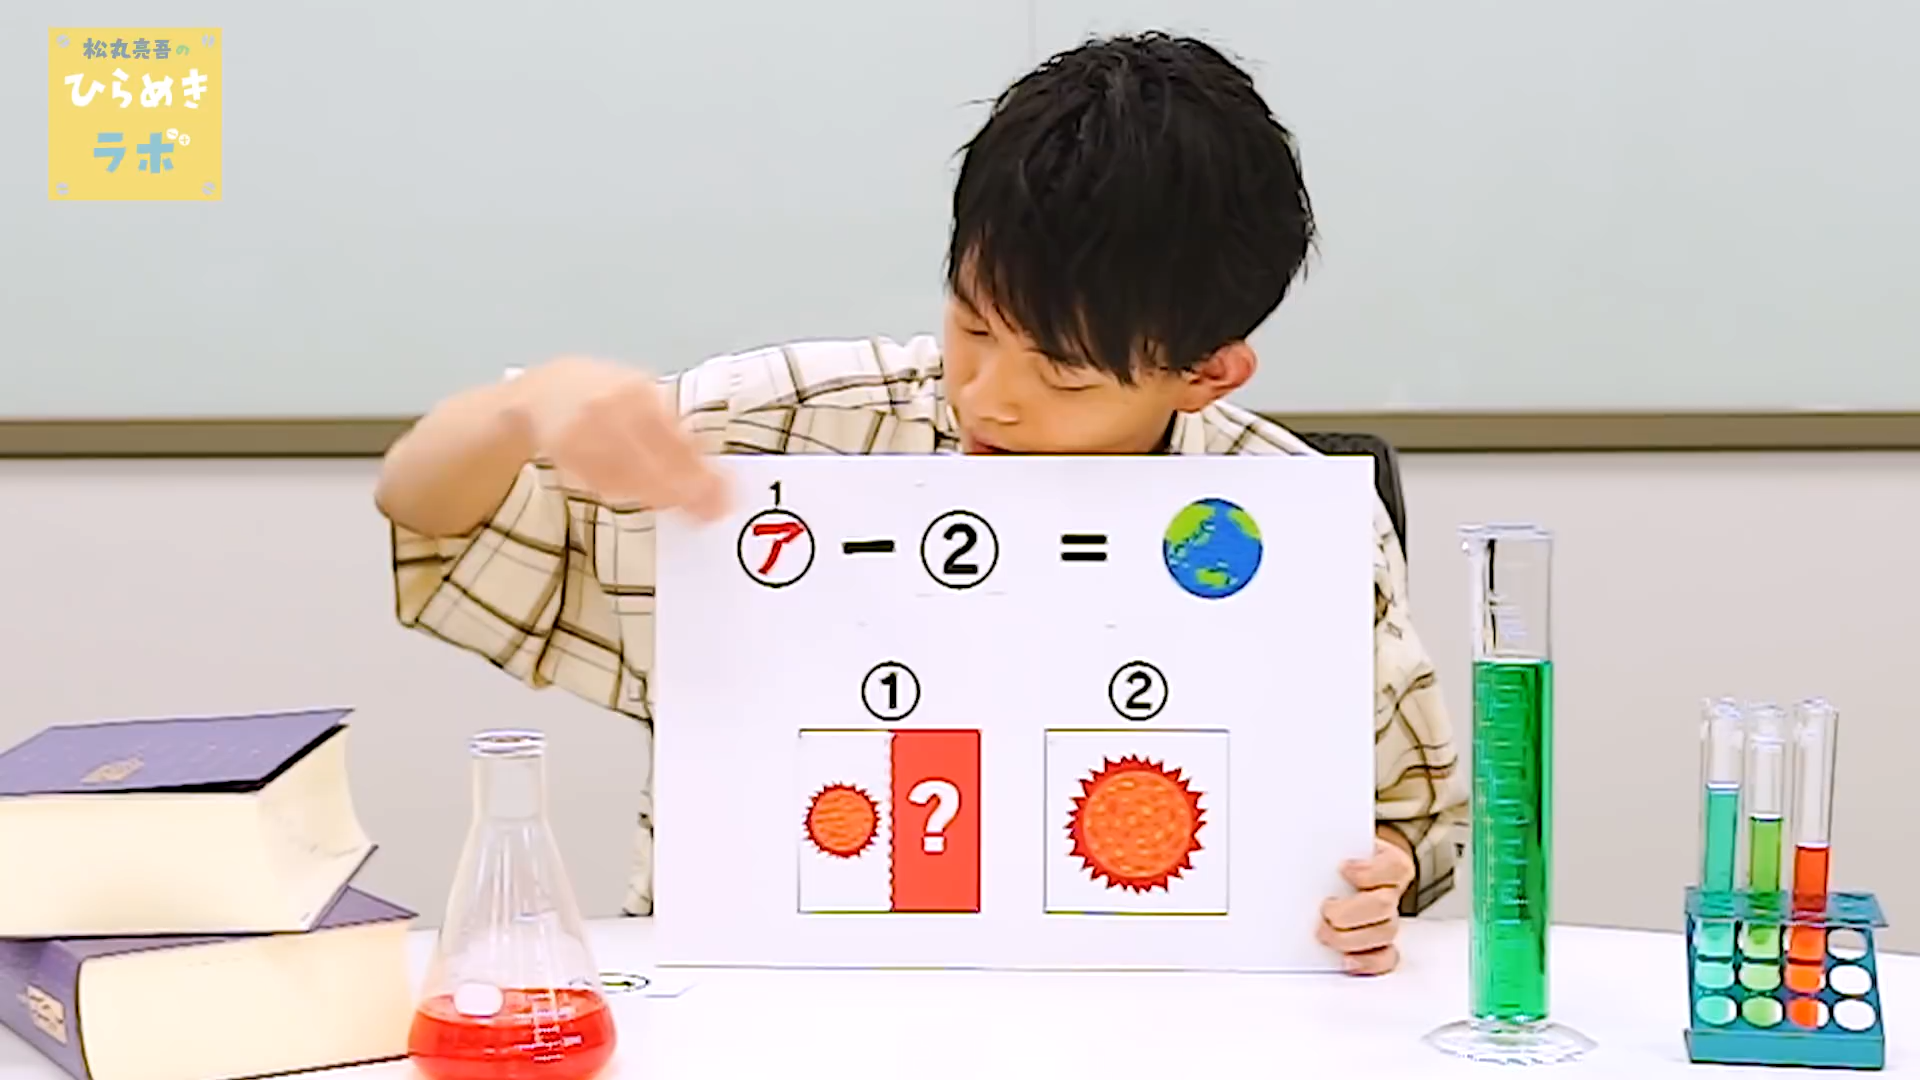 松丸亮吾の
ひらめき
ラボ
1
ア − ② =
① ②
?